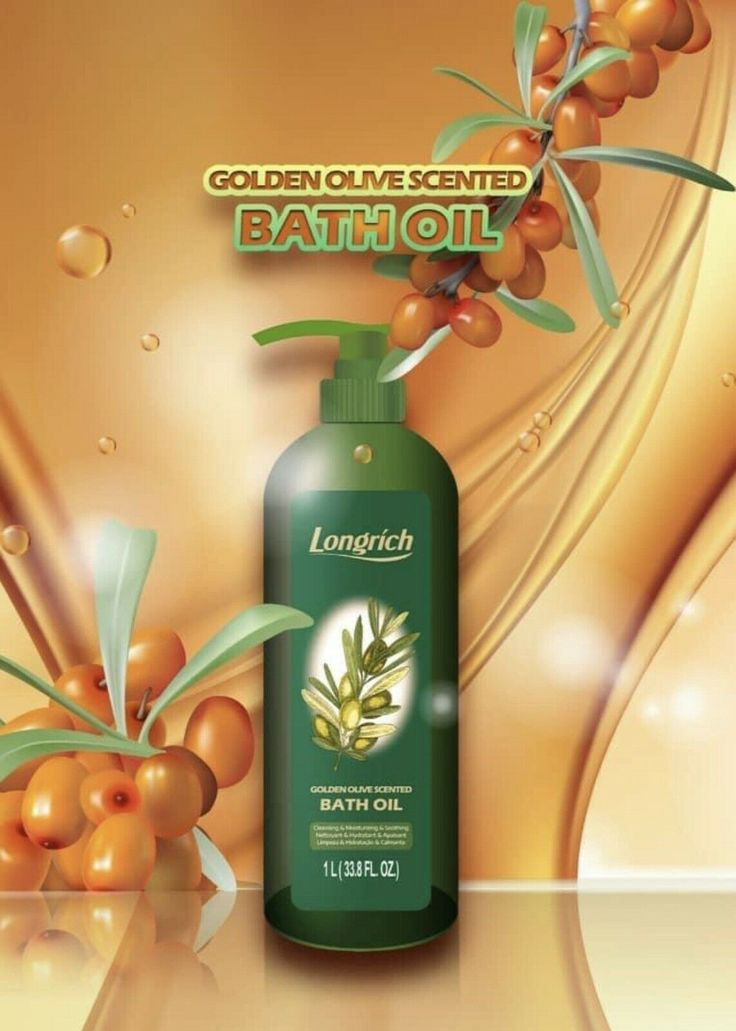 GOLDEN OLIVE SCENTED
BATH OIL
Longrích
GOLDEN OLIVE SCENTED
BATH OIL
Cleansing & Moisturizing & Soothing
Nettoyant & Hydratant & Apaisant
Limpeza & Hidratação & Calmante
1 L ( 33.8 FL. OZ.)